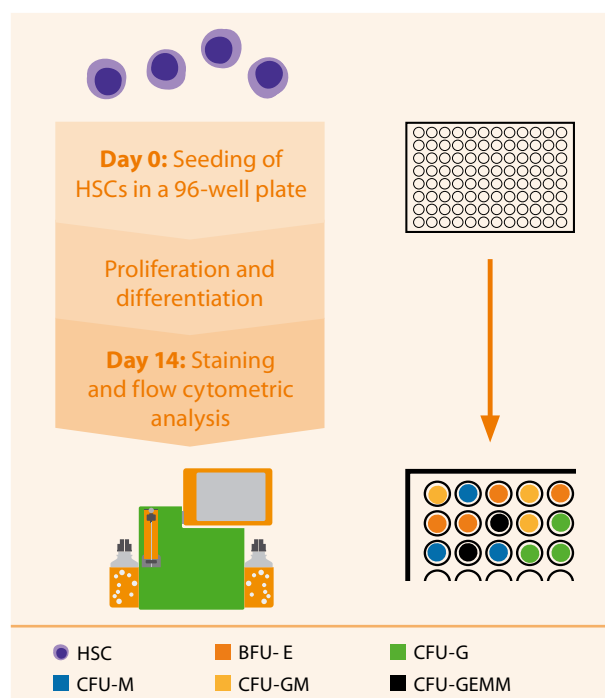 Day 0: Seeding of
HSCs in a 96-well plate
Proliferation and
differentiation
Day 14: Staining
and flow cytometric
analysis
HSC
BFU- E
CFU-G
CFU-M
CFU-GM
CFU-GEMM